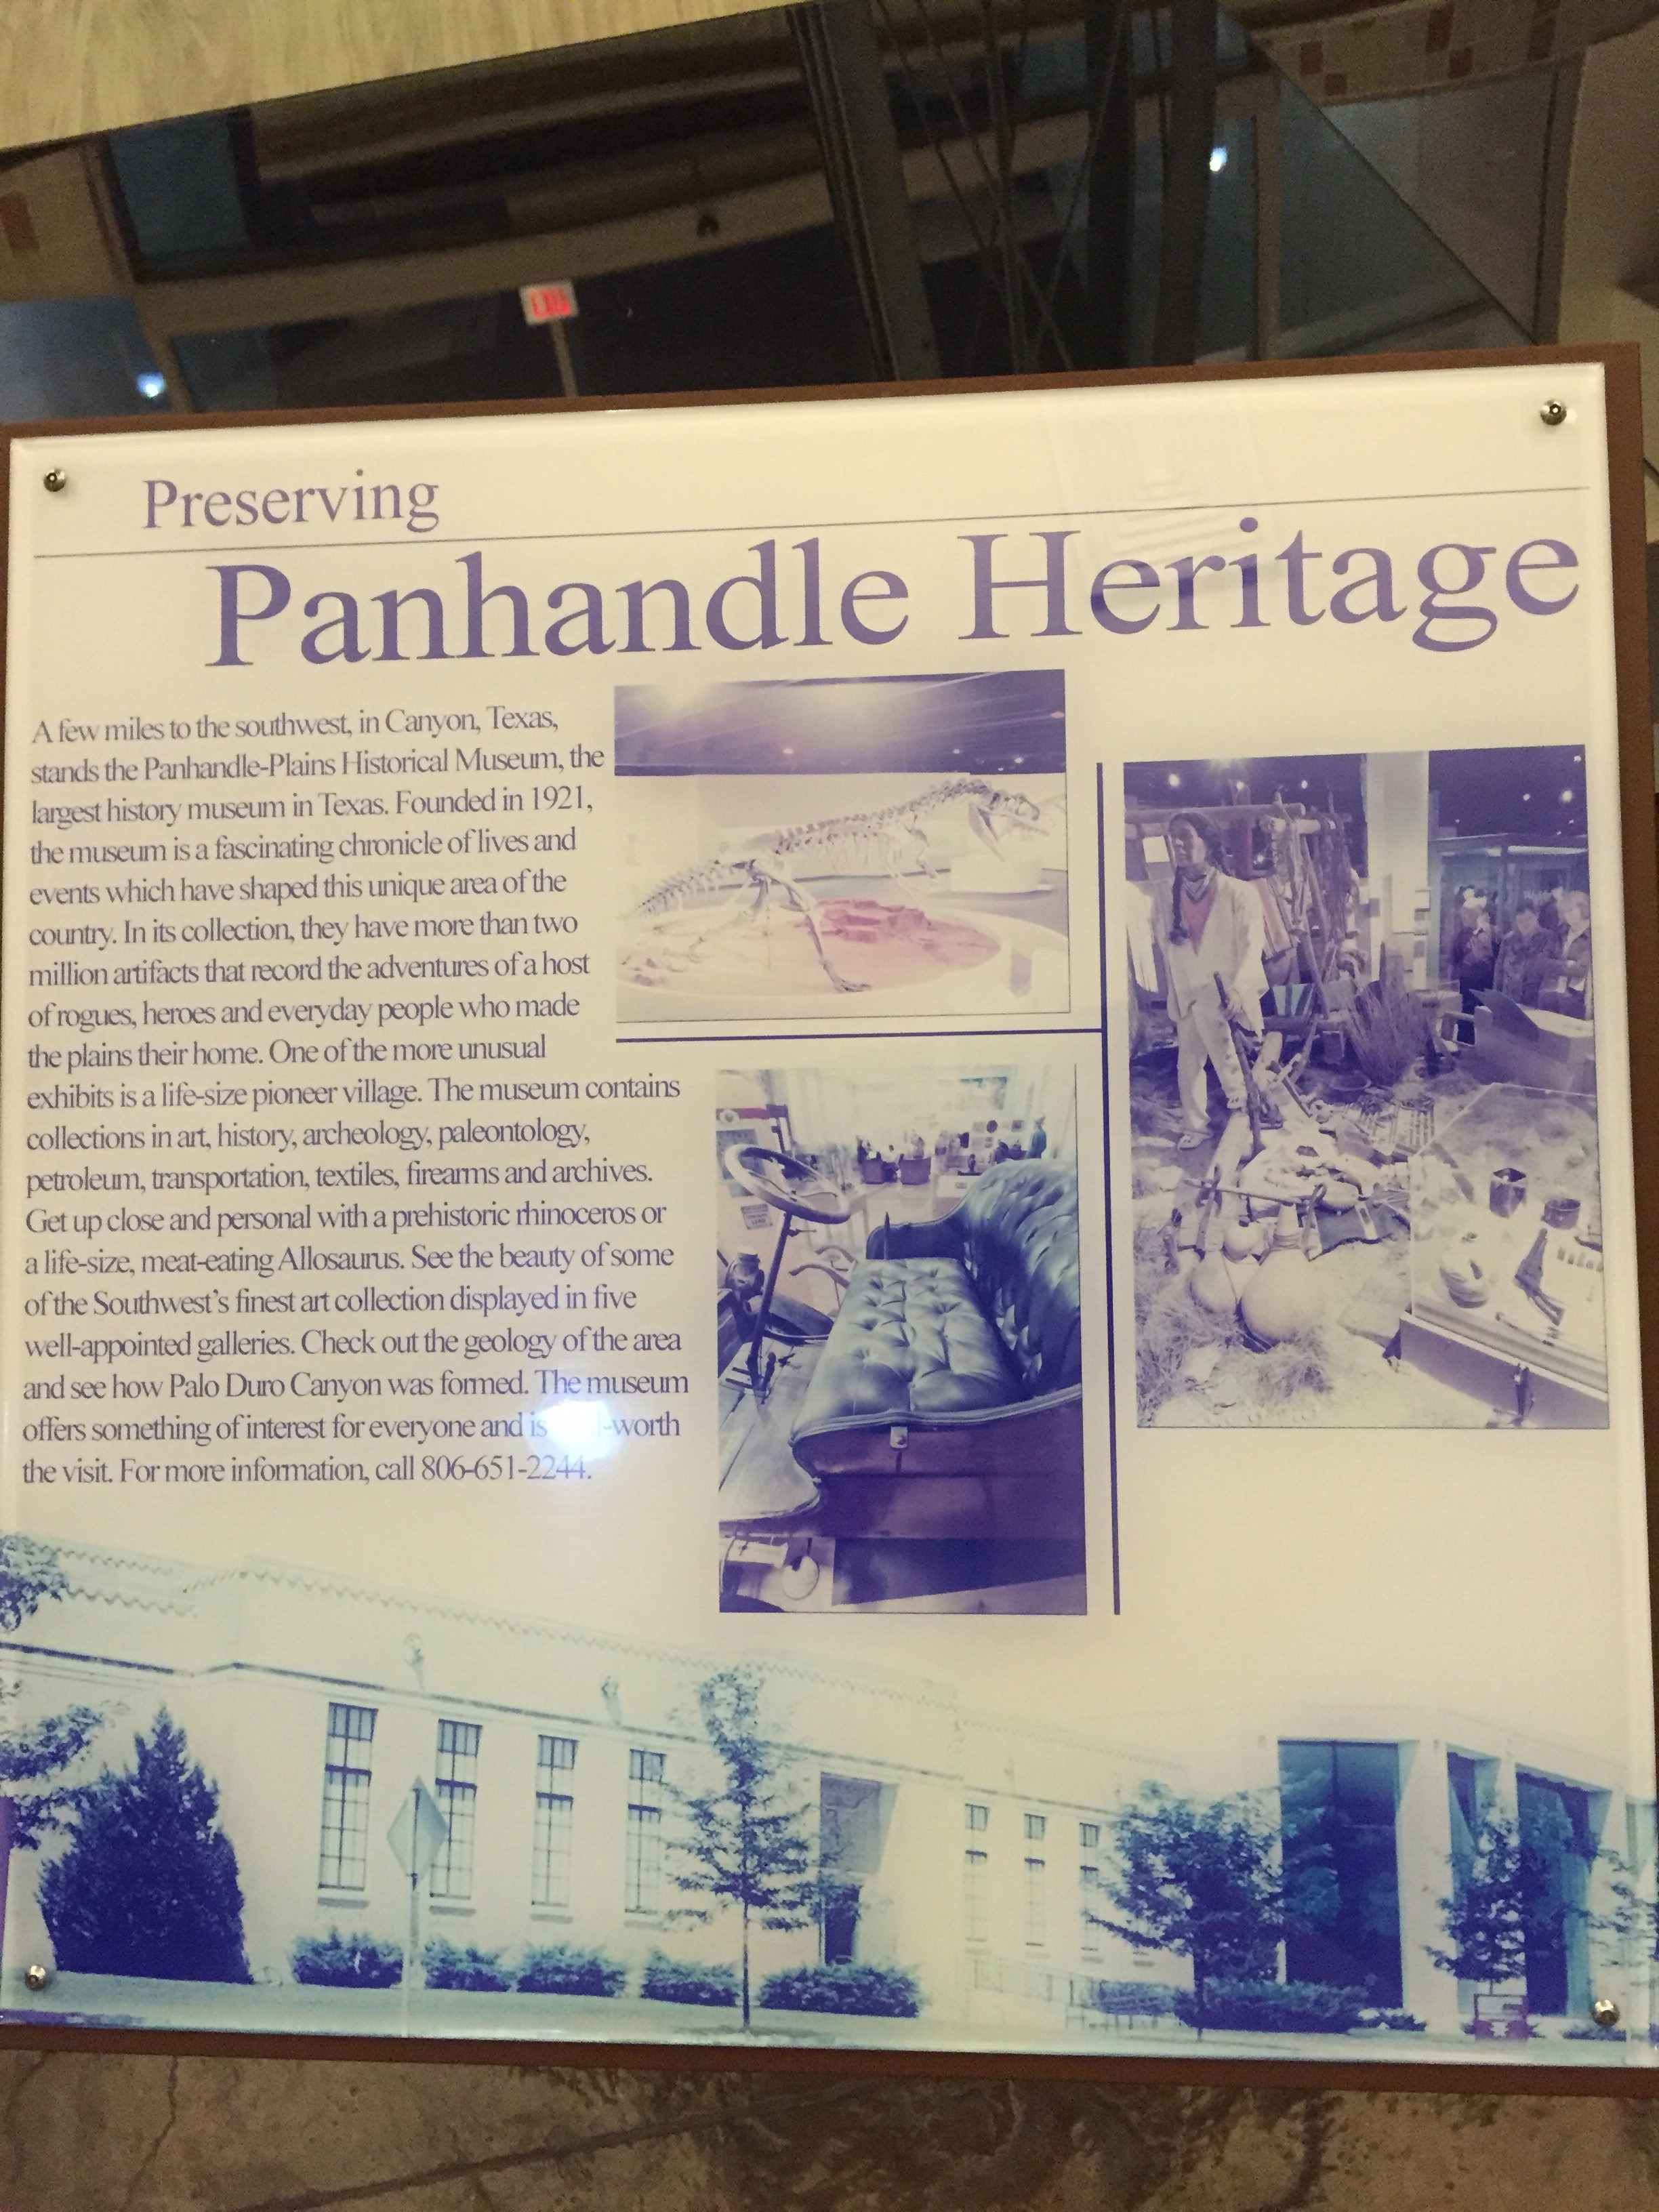 Preserving
Panhandle Heritage
A few miles to the southwest, in Canyon, Texas,
stands the Panhandle-Plains Historical Museum, the
largest history museum in Texas. Founded in 1921,
the museum is a fascinating chronicle of lives and
events which have shaped this unique area of the
country. In its collection, they have more than two
million artifacts that record the adventures of a host
of rogues, heroes and everyday people who made
the plains their home. One of the more unusual
exhibits is a life-size pioneer village. The museum contains
collections in art, history, archeology, paleontology,
petroleum, transportation, textiles, firearms and archives.
Get up close and personal with a prehistoric rhinoceros or
a life-size, meat-eating Allosaurus. See the beauty of some
of the Southwest's finest art collection displayed in five
well-appointed galleries. Check out the geology of the area
and see how Palo Duro Canyon was formed. The museum
offers something of interest for everyone and is -worth
the visit. For more information, call 806-651-2244.